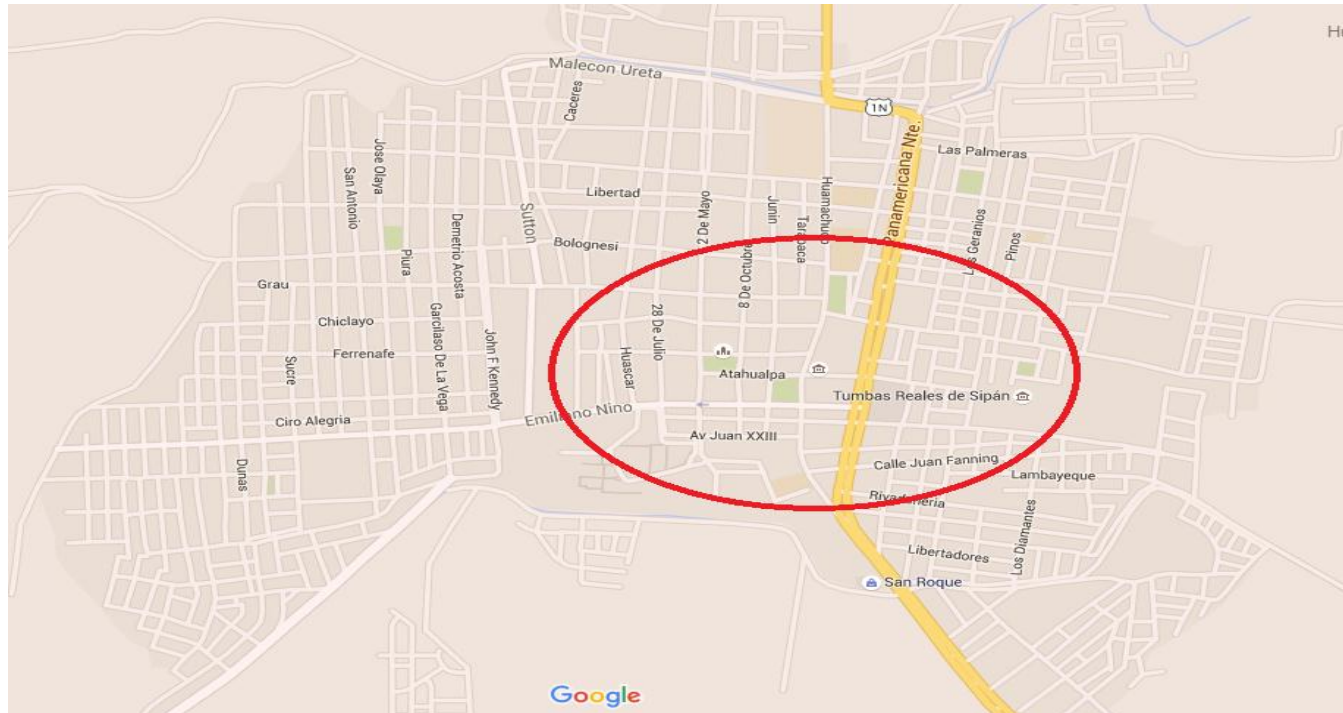 Hu
Malecon Ureta
Caceres
1N
Panamericana Nte.
Las Palmeras
Jose Olaya
San Antonio
Libertad
2 De Mayo
Junin
Huamachuco
Tarapaca
Sutton
Demetrio Acosta
Los Geranios
Pinos
Bolognesi
Piura
8 De Octubre
Grau
28 De Julio
Chiclayo
Garcilaso De La Vega
John F Kennedy
Ferrenafe
Huascar
Sucre
Atahualpa
Tumbas Reales de Sipán
Emiliano Nino
Ciro Alegria
Av Juan XXIII
Dunas
Calle Juan Fanning
Lambayeque
Rivadeneria
Los Diamantes
Libertadores
San Roque
Google